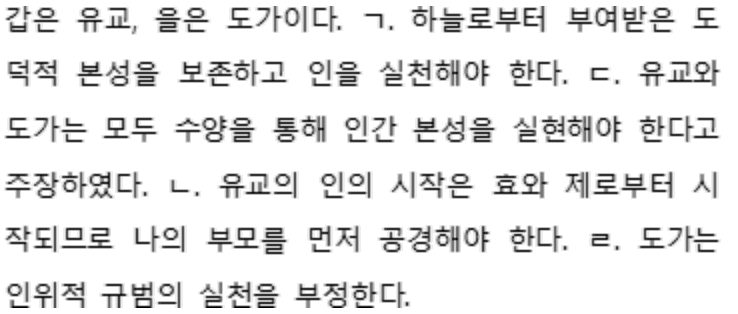 갑은 유교, 을은 도가이다. ㄱ. 하늘로부터 부여받은 도
덕적 본성을 보존하고 인을 실천해야 한다. ㄷ. 유교와
도가는 모두 수양을 통해 인간 본성을 실현해야 한다고
주장하였다. ㄴ. 유교의 인의 시작은 효와 제로부터 시
작되므로 나의 부모를 먼저 공경해야 한다. ㄹ. 도가는
인위적 규범의 실천을 부정한다.